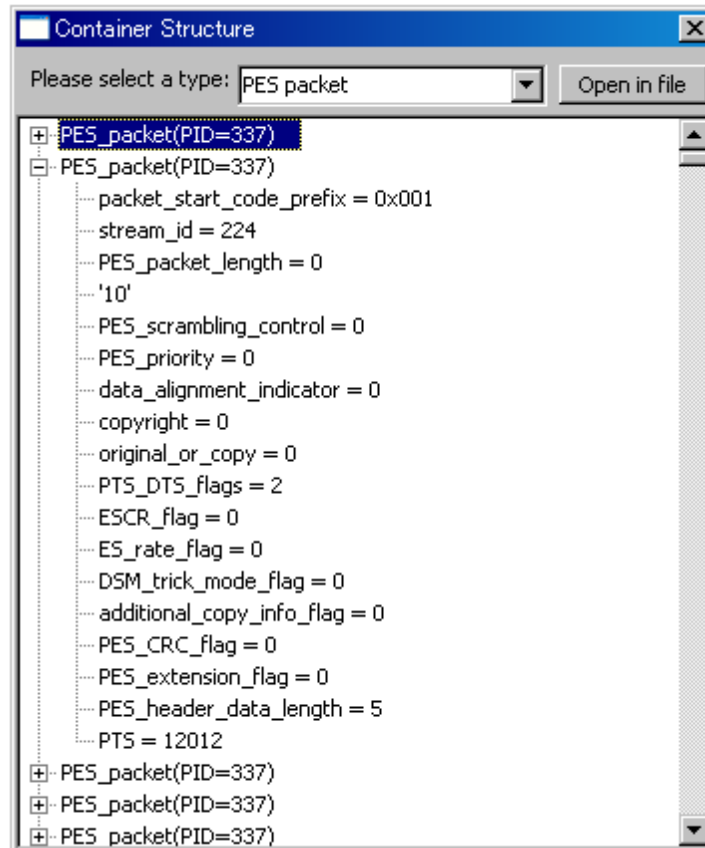 Container Structure
Please select a type: PES packet Open in file
PES_packet(PID=337)
PES_packet(PID=337)
packet_start_code_prefix = 0x001
stream_id = 224
PES_packet_length = 0
'10'
PES_scrambling_control = 0
PES_priority = 0
data_alignment_indicator = 0
copyright = 0
original_or_copy = 0
PTS_DTS_flags = 2
ESCR_flag = 0
ES_rate_flag = 0
DSM_trick_mode_flag = 0
additional_copy_info_flag = 0
PES_CRC_flag = 0
PES_extension_flag = 0
PES_header_data_length = 5
PTS = 12012
PES_packet(PID=337)
PES_packet(PID=337)
PES_packet(PID=337)